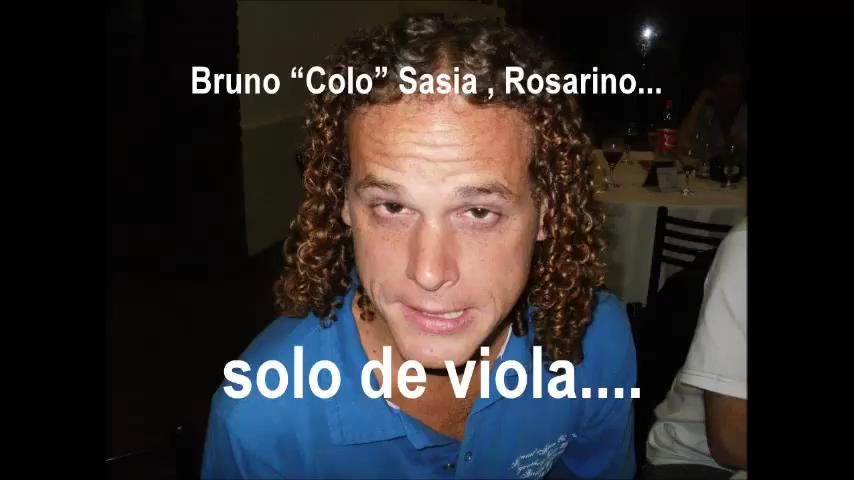 Bruno “Colo” Sasia , Rosarino...
solo de viola....